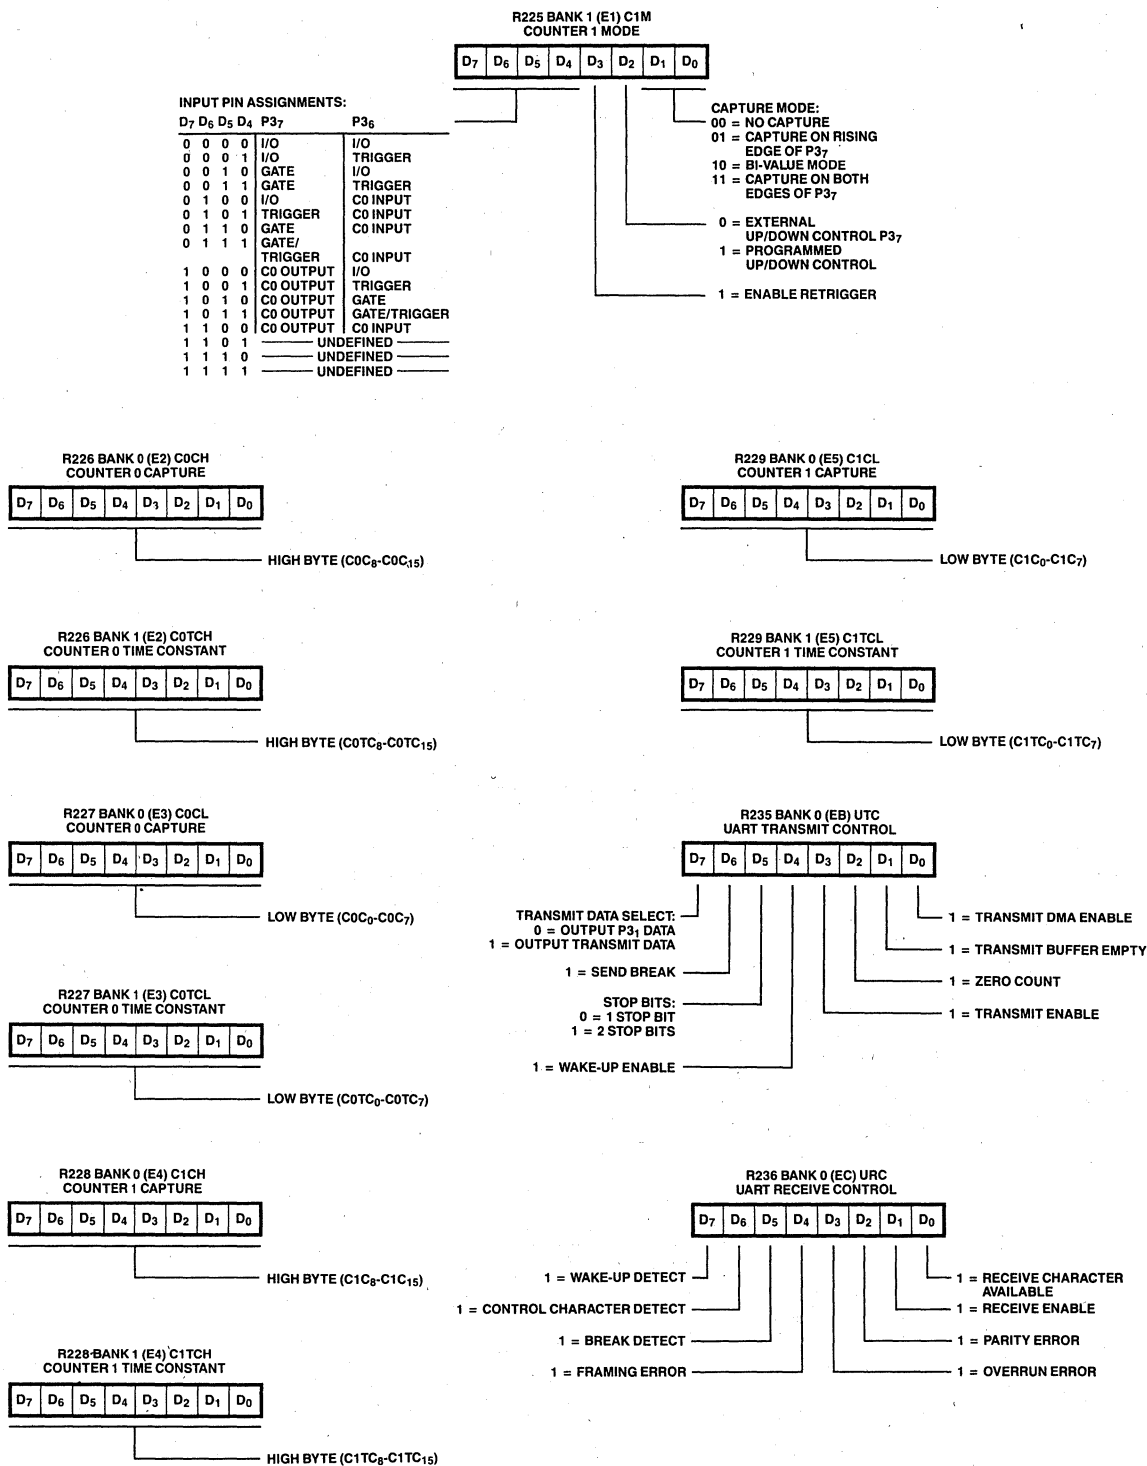 R225 BANK 1 (E1) C1M
COUNTER 1 MODE
D7 D6 D5 D4 D3 D2 D1 D0
INPUT PIN ASSIGNMENTS:
D7 D6 D5 D4 P37 P36
0 0 0 0 I/O I/O
0 0 0 1 I/O TRIGGER
0 0 1 0 GATE I/O
0 0 1 1 GATE TRIGGER
0 1 0 0 I/O C0 INPUT
0 1 0 1 TRIGGER C0 INPUT
0 1 1 0 GATE C0 INPUT
0 1 1 1 GATE/
TRIGGER C0 INPUT
1 0 0 0 C0 OUTPUT I/O
1 0 0 1 C0 OUTPUT TRIGGER
1 0 1 0 C0 OUTPUT GATE
1 0 1 1 C0 OUTPUT GATE/TRIGGER
1 1 0 0 C0 OUTPUT C0 INPUT
1 1 0 1 UNDEFINED
1 1 1 0 UNDEFINED
1 1 1 1 UNDEFINED
CAPTURE MODE:
00 = NO CAPTURE
01 = CAPTURE ON RISING
EDGE OF P37
10 = BI-VALUE MODE
11 = CAPTURE ON BOTH
EDGES OF P37
0 = EXTERNAL
UP/DOWN CONTROL P37
1 = PROGRAMMED
UP/DOWN CONTROL
1 = ENABLE RETRIGGER
R226 BANK 0 (E2) C0CH
COUNTER 0 CAPTURE
D7 D6 D5 D4 D3 D2 D1 D0
HIGH BYTE (C0C8-C0C15)
R229 BANK 0 (E5) C1CL
COUNTER 1 CAPTURE
D7 D6 D5 D4 D3 D2 D1 D0
LOW BYTE (C1C0-C1C7)
R226 BANK 1 (E2) C0TCH
COUNTER 0 TIME CONSTANT
D7 D6 D5 D4 D3 D2 D1 D0
HIGH BYTE (C0TC8-C0TC15)
R229 BANK 1 (E5) C1TCL
COUNTER 1 TIME CONSTANT
D7 D6 D5 D4 D3 D2 D1 D0
LOW BYTE (C1TC0-C1TC7)
R227 BANK 0 (E3) C0CL
COUNTER 0 CAPTURE
D7 D6 D5 D4 D3 D2 D1 D0
LOW BYTE (C0C0-C0C7)
R235 BANK 0 (EB) UTC
UART TRANSMIT CONTROL
D7 D6 D5 D4 D3 D2 D1 D0
TRANSMIT DATA SELECT:
0 = OUTPUT P31 DATA
1 = OUTPUT TRANSMIT DATA
1 = SEND BREAK
STOP BITS:
0 = 1 STOP BIT
1 = 2 STOP BITS
1 = WAKE-UP ENABLE
1 = TRANSMIT DMA ENABLE
1 = TRANSMIT BUFFER EMPTY
1 = ZERO COUNT
1 = TRANSMIT ENABLE
R227 BANK 1 (E3) C0TCL
COUNTER 0 TIME CONSTANT
D7 D6 D5 D4 D3 D2 D1 D0
LOW BYTE (C0TC0-C0TC7)
R228 BANK 0 (E4) C1CH
COUNTER 1 CAPTURE
D7 D6 D5 D4 D3 D2 D1 D0
HIGH BYTE (C1C8-C1C15)
R236 BANK 0 (EC) URC
UART RECEIVE CONTROL
D7 D6 D5 D4 D3 D2 D1 D0
1 = WAKE-UP DETECT
1 = CONTROL CHARACTER DETECT
1 = BREAK DETECT
1 = FRAMING ERROR
1 = RECEIVE CHARACTER
AVAILABLE
1 = RECEIVE ENABLE
1 = PARITY ERROR
1 = OVERRUN ERROR
R228 BANK 1 (E4) C1TCH
COUNTER 1 TIME CONSTANT
D7 D6 D5 D4 D3 D2 D1 D0
HIGH BYTE (C1TC8-C1TC15)